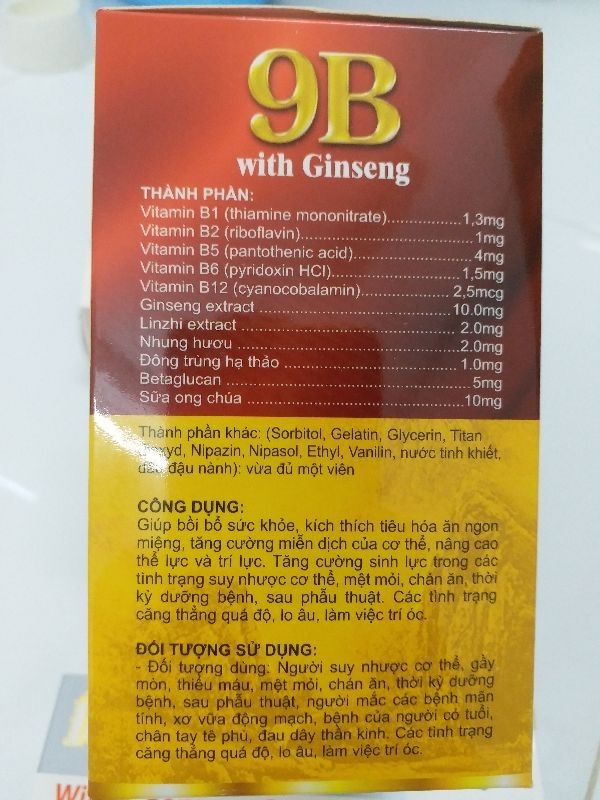 9B
with Ginseng
THÀNH PHẦN:
Vitamin B1 (thiamine mononitrate)..................1,3mg
Vitamin B2 (riboflavin)..........................................1mg
Vitamin B5 (pantothenic acid)............................4mg
Vitamin B6 (pyridoxin HCl)...............................1,5mg
Vitamin B12 (cyanocobalamin)..................... 2,5mcg
Ginseng extract .............................................10.0mg
Linzhi extract ...................................................2.0mg
Nhung hươu ....................................................2.0mg
Đông trùng hạ thảo ..........................................1.0mg
Betaglucan .........................................................5mg
Sữa ong chúa ...................................................10mg
Thành phần khác: (Sorbitol, Gelatin, Glycerin, Titan
Nipazin, Nipasol, Ethyl, Vanilin, nước tinh khiết,
đậu nành): vừa đủ một viên
CÔNG DỤNG:
Giúp bồi bổ sức khỏe, kích thích tiêu hóa ăn ngon
miệng, tăng cường miễn dịch của cơ thể, nâng cao
thể lực và trí lực. Tăng cường sinh lực trong các
tình trạng suy nhược cơ thể, mệt mỏi, chán ăn, thời
kỳ dưỡng bệnh, sau phẫu thuật. Các tình trạng
căng thẳng quá độ, lo âu, làm việc trí óc.
ĐỐI TƯỢNG SỬ DỤNG:
- Đối tượng dùng: Người suy nhược cơ thể, gầy
mòn, thiếu máu, mệt mỏi, chán ăn, thời kỳ dưỡng
bệnh, sau phẫu thuật, người mắc các bệnh mãn
tính, xơ vữa động mạch, bệnh của người có tuổi,
chân tay tê phù, đau dây thần kinh. Các tình trạng
căng thẳng quá độ, lo âu, làm việc trí óc.